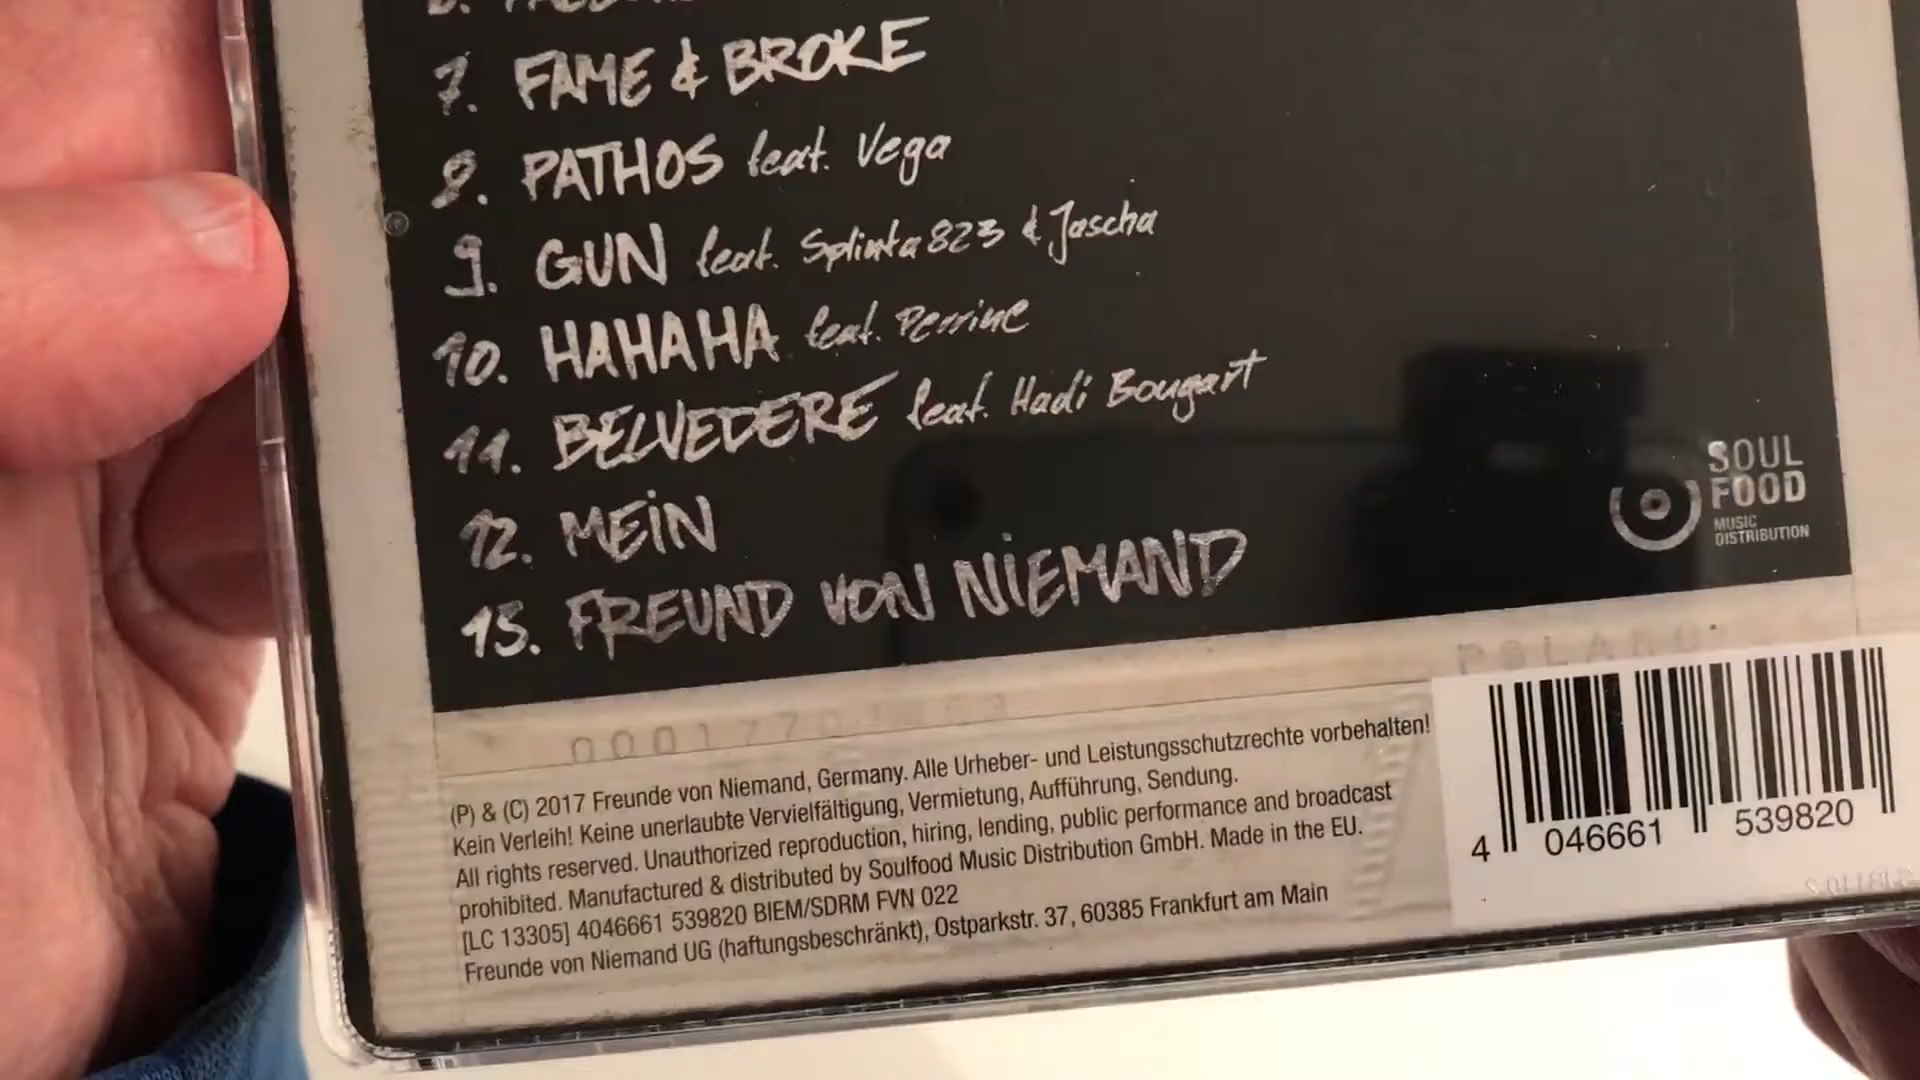 7. FAME & BROKE
8. PATHOS feat. Vega
9. GUN feat. Splinta 823 & Jascha
10. HAHAHA feat. Perrine
11. BELVEDERE feat. Hadi Bougart
12. MEiN
13. FREUND VON NiEMAND
SOUL
FOOD
MUSIC
DISTRIBUTION
POLAND
(P) & (C) 2017 Freunde von Niemand, Germany. Alle Urheber- und Leistungsschutzrechte vorbehalten!
Kein Verleih! Keine unerlaubte Vervielfältigung, Vermietung, Aufführung, Sendung.
All rights reserved. Unauthorized reproduction, hiring, lending, public performance and broadcast
prohibited. Manufactured & distributed by Soulfood Music Distribution GmbH. Made in the EU.
[LC 13305] 4046661 539820 BIEM/SDRM FVN 022
Freunde von Niemand UG (haftungsbeschränkt), Ostparkstr. 37, 60385 Frankfurt am Main
4 046661 539820